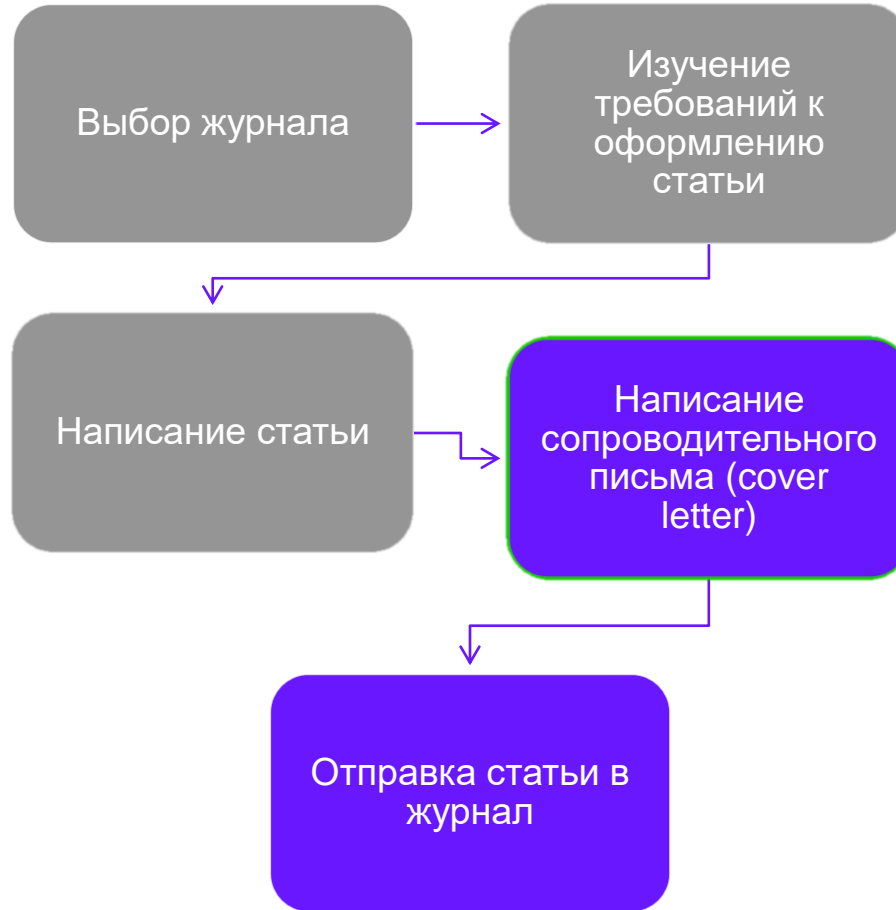 Выбор журнала
Изучение
требований к
оформлению
статьи
Написание статьи
Написание
сопроводительного
письма (cover
letter)
Отправка статьи в
журнал